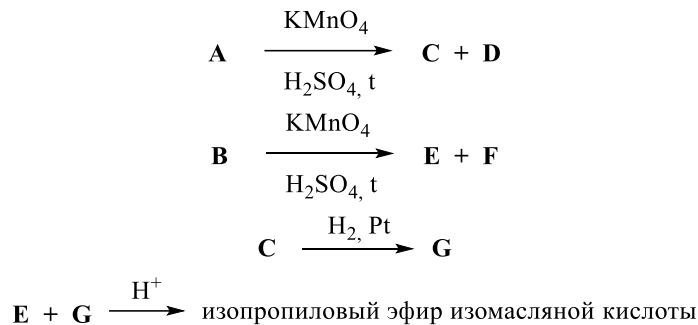 KMnO₄
A → C + D
H₂SO₄, t
KMnO₄
B → E + F
H₂SO₄, t
H₂, Pt
C → G
H⁺
E + G → изопропиловый эфир изомасляной кислоты